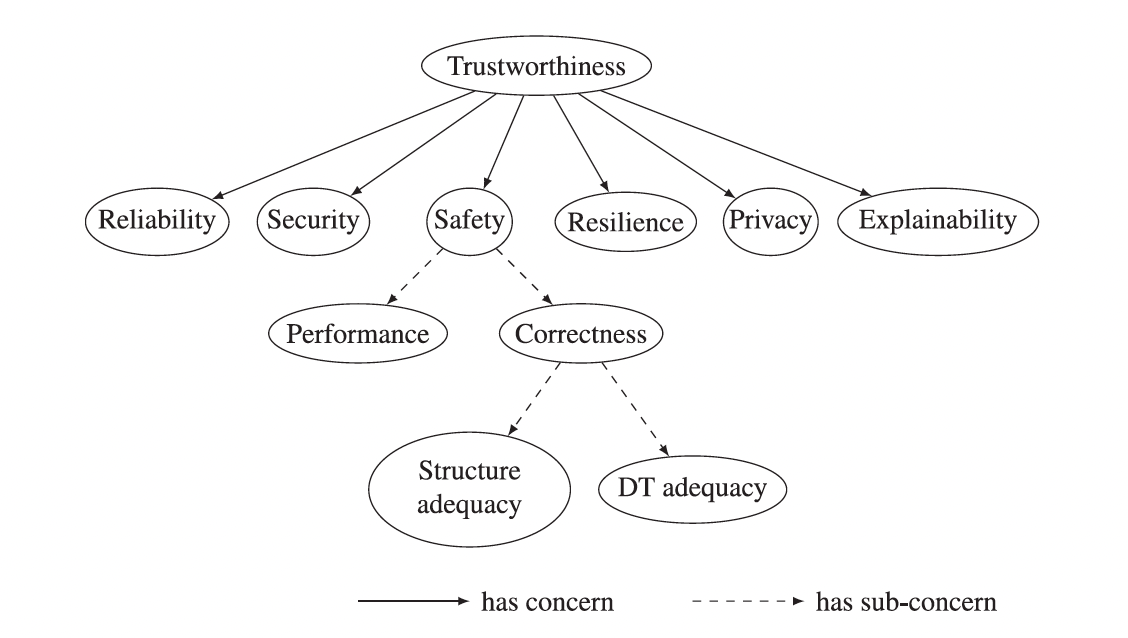 Trustworthiness
Reliability
Security
Safety
Resilience
Privacy
Explainability
Performance
Correctness
Structure
adequacy
DT adequacy
has concern
has sub-concern